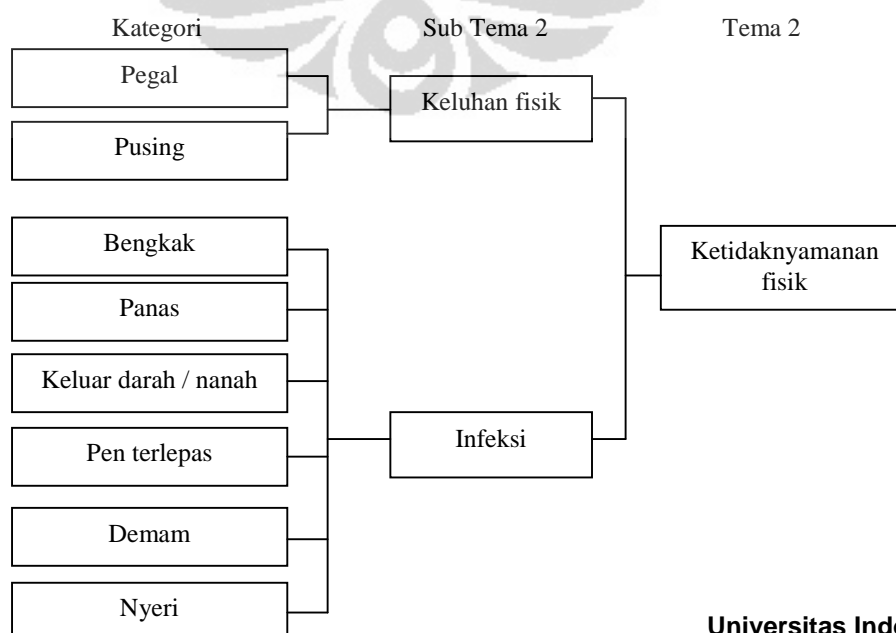 Kategori Sub Tema 2 Tema 2
Pegal
Keluhan fisik
Pusing
Bengkak
Ketidaknyamanan
fisik
Panas
Keluar darah / nanah
Infeksi
Pen terlepas
Demam
Nyeri
Universitas